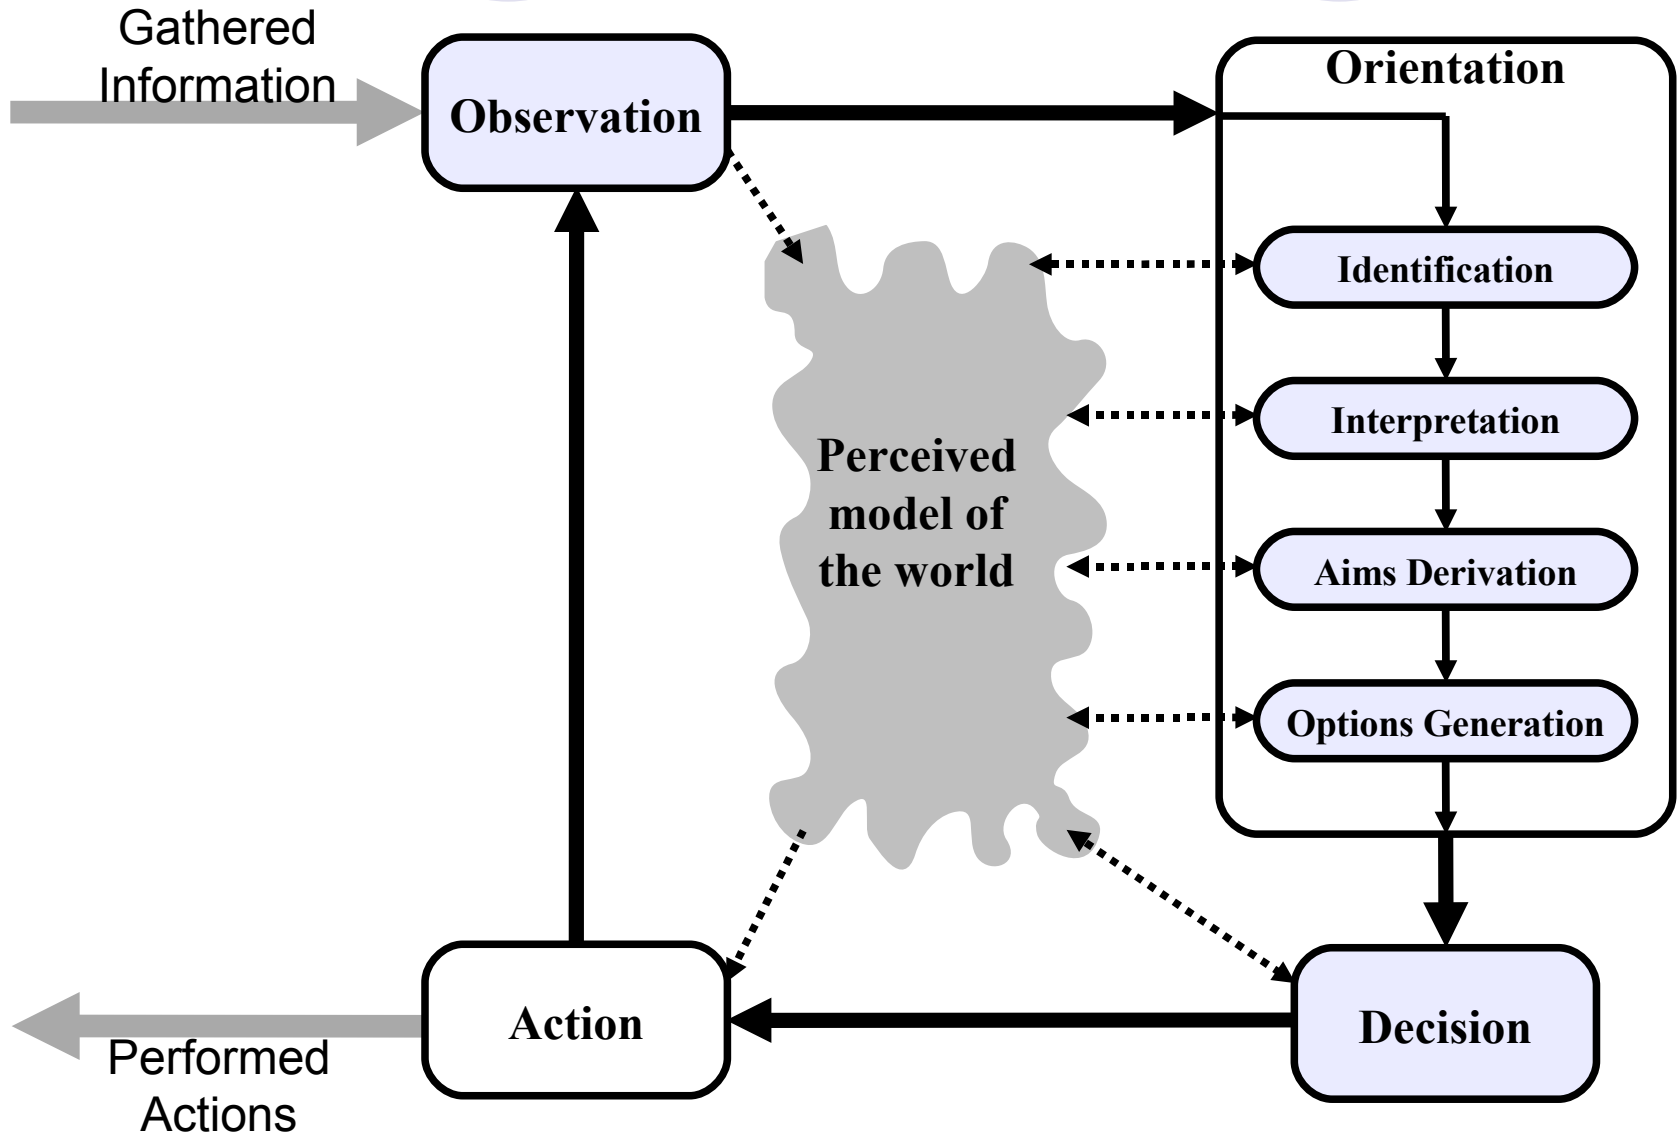 Gathered
Information
Observation
Orientation
Identification
Interpretation
Aims Derivation
Options Generation
Perceived
model of
the world
Action
Decision
Performed
Actions